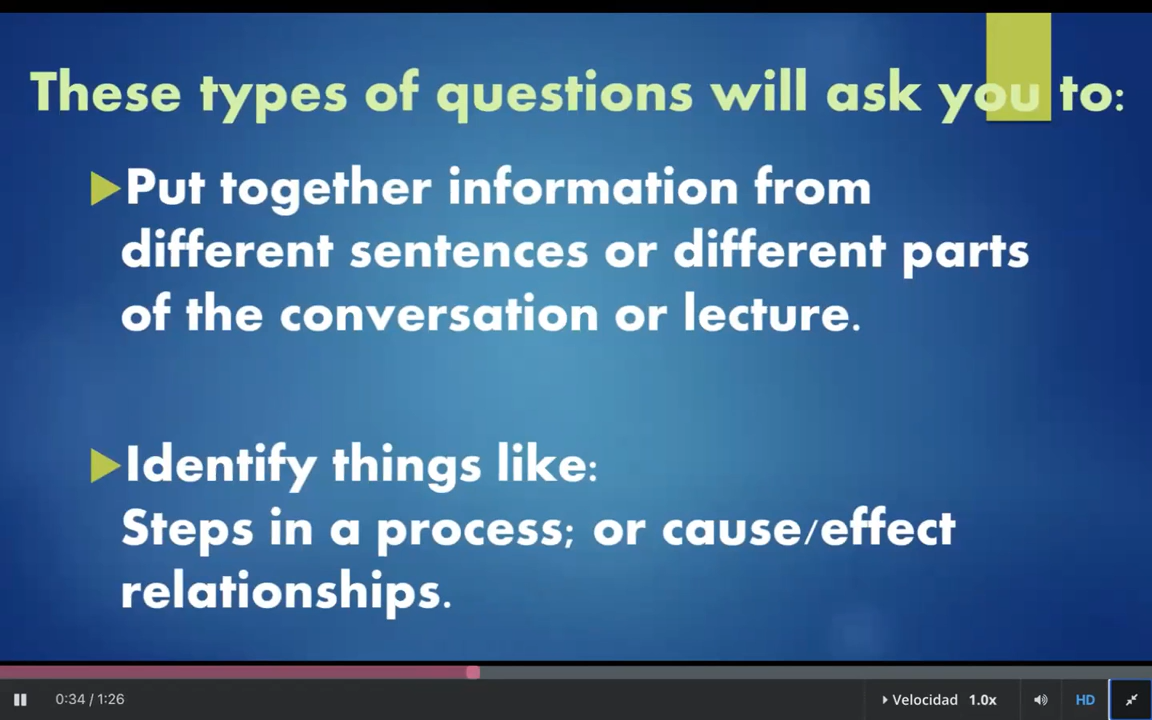 These types of questions will ask you to:
Put together information from
different sentences or different parts
of the conversation or lecture.
Identify things like:
Steps in a process; or cause/effect
relationships.
0:34 / 1:26
Velocidad 1.0x
HD